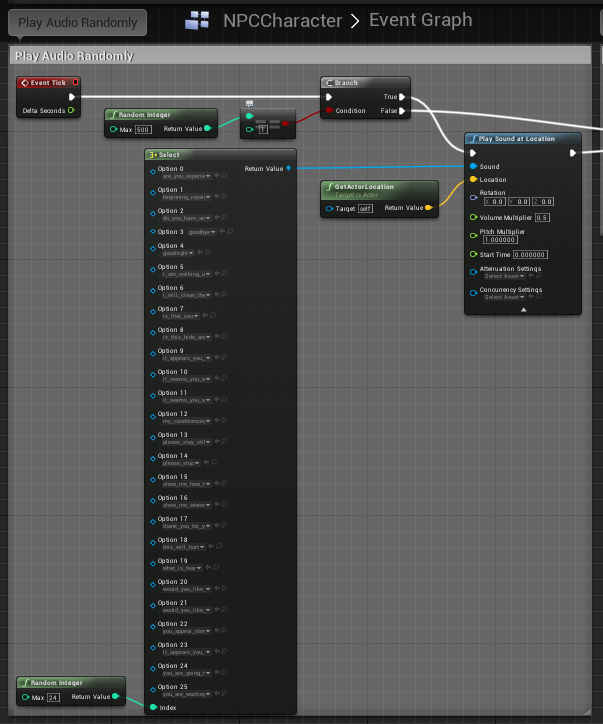 Play Audio Randomly
NPCCharacter > Event Graph
Play Audio Randomly
Event Tick
Delta Seconds
Random Integer
Max 500
Return Value
Branch
Condition
True
False
Select
Return Value
Option 0
are_you_experie
Option 1
beginning_repai
Option 2
do_you_have_an
Option 3
goodbye
Option 4
goodnight
Option 5
i_am_walking_u
Option 6
i_will_clean_the
Option 7
is_that_you
Option 8
is_this_hide_an
Option 9
it_appears_you_
Option 10
it_seems_you_a
Option 11
it_seems_you_a
Option 12
my_condolences
Option 13
Option 14
please_stop
Option 15
show_me_how_t
Option 16
show_me_where
Option 17
thank_you_for_y
Option 18
this_will_hurt
Option 19
what_is_fear
Option 20
would_you_like_
Option 21
would_you_like_
Option 22
Option 23
it_appears_you_
Option 24
you_are_going_t
Option 25
you_are_wasting
Index
Random Integer
Max 24
Return Value
GetActorLocation
Target is Actor
Target self
Return Value
Play Sound at Location
Sound
Location
Rotation
X 0.0 Y 0.0 Z 0.0
Volume Multiplier 0.5
Pitch Multiplier
1.000000
Start Time 0.000000
Attenuation Settings
Select Asset
Concurrency Settings
Select Asset